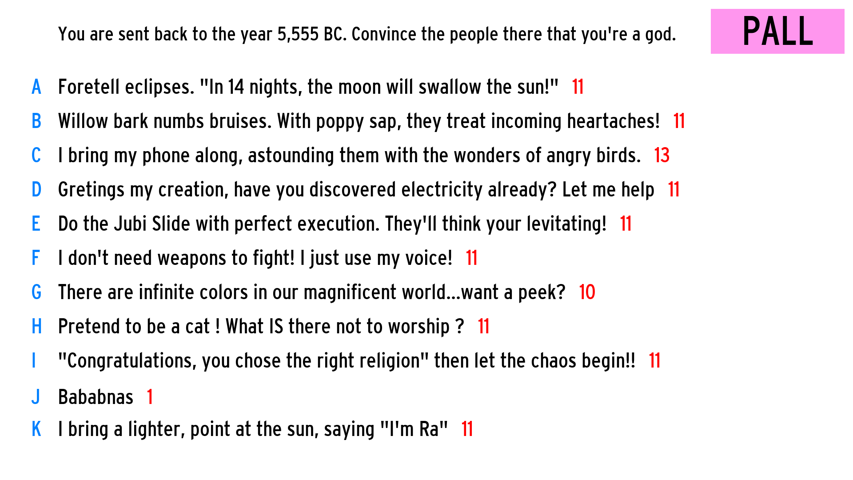 You are sent back to the year 5,555 BC. Convince the people there that you're a god.
PALL
A Foretell eclipses. "In 14 nights, the moon will swallow the sun!" 11
B Willow bark numbs bruises. With poppy sap, they treat incoming heartaches! 11
C I bring my phone along, astounding them with the wonders of angry birds. 13
D Gretings my creation, have you discovered electricity already? Let me help 11
E Do the Jubi Slide with perfect execution. They'll think your levitating! 11
F I don't need weapons to fight! I just use my voice! 11
G There are infinite colors in our magnificent world...want a peek? 10
H Pretend to be a cat ! What IS there not to worship ? 11
I "Congratulations, you chose the right religion" then let the chaos begin!! 11
J Bababnas 1
K I bring a lighter, point at the sun, saying "I'm Ra" 11